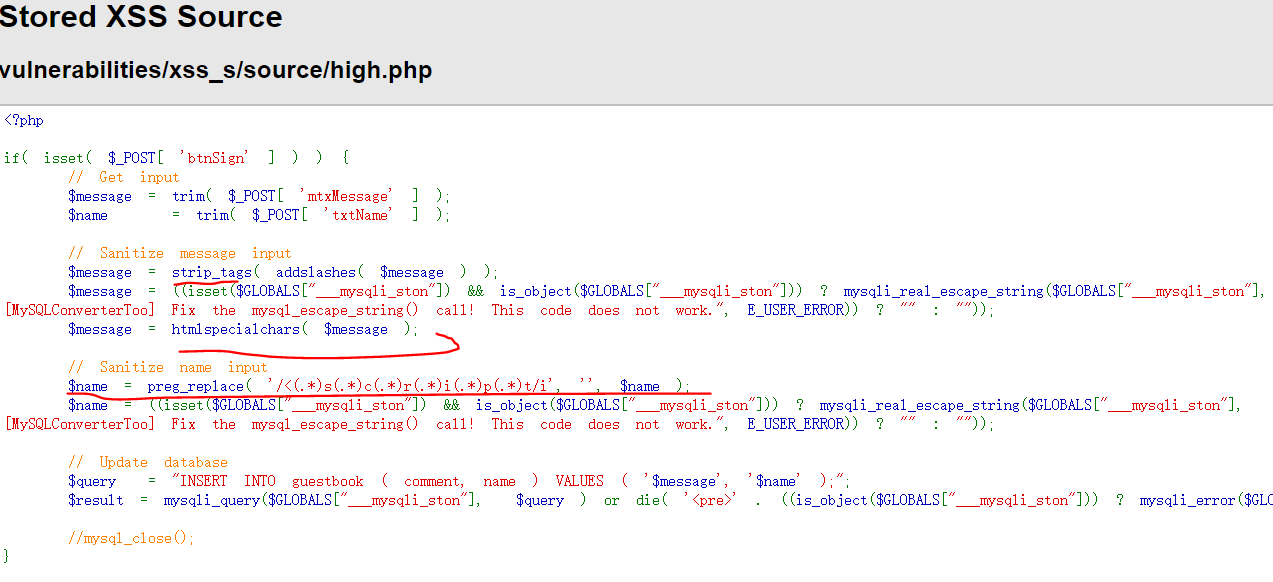 Stored XSS Source
vulnerabilities/xss_s/source/high.php
<?php
if( isset( $_POST[ 'btnSign' ] ) ) {
// Get input
$message = trim( $_POST[ 'mtxMessage' ] );
$name = trim( $_POST[ 'txtName' ] );
// Sanitize message input
$message = strip_tags( addslashes( $message ) );
$message = ((isset($GLOBALS["___mysqli_ston"]) && is_object($GLOBALS["___mysqli_ston"])) ? mysqli_real_escape_string($GLOBALS["___mysqli_ston"],
[MySQLConverterToo] Fix the mysql_escape_string() call! This code does not work.", E_USER_ERROR)) ? "" : ""));
$message = htmlspecialchars( $message );
// Sanitize name input
$name = preg_replace( '/<(.*)s(.*)c(.*)r(.*)i(.*)p(.*)t/i', '', $name );
$name = ((isset($GLOBALS["___mysqli_ston"]) && is_object($GLOBALS["___mysqli_ston"])) ? mysqli_real_escape_string($GLOBALS["___mysqli_ston"],
[MySQLConverterToo] Fix the mysql_escape_string() call! This code does not work.", E_USER_ERROR)) ? "" : ""));
// Update database
$query = "INSERT INTO guestbook ( comment, name ) VALUES ( '$message', '$name' );";
$result = mysqli_query($GLOBALS["___mysqli_ston"], $query ) or die( '<pre>' . ((is_object($GLOBALS["___mysqli_ston"])) ? mysqli_error($GLO
//mysql_close();
}